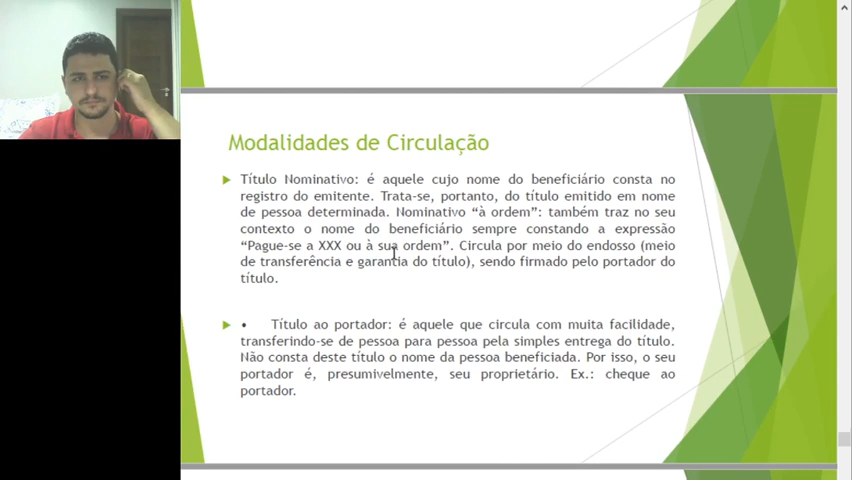 Modalidades de Circulação
Título Nominativo: é aquele cujo nome do beneficiário consta no
registro do emitente. Trata-se, portanto, do título emitido em nome
de pessoa determinada. Nominativo “à ordem”: também traz no seu
contexto o nome do beneficiário sempre constando a expressão
“Pague-se a XXX ou à sua ordem”. Circula por meio do endosso (meio
de transferência e garantia do título), sendo firmado pelo portador do
título.
• Título ao portador: é aquele que circula com muita facilidade,
transferindo-se de pessoa para pessoa pela simples entrega do título.
Não consta deste título o nome da pessoa beneficiada. Por isso, o seu
portador é, presumivelmente, seu proprietário. Ex.: cheque ao
portador.